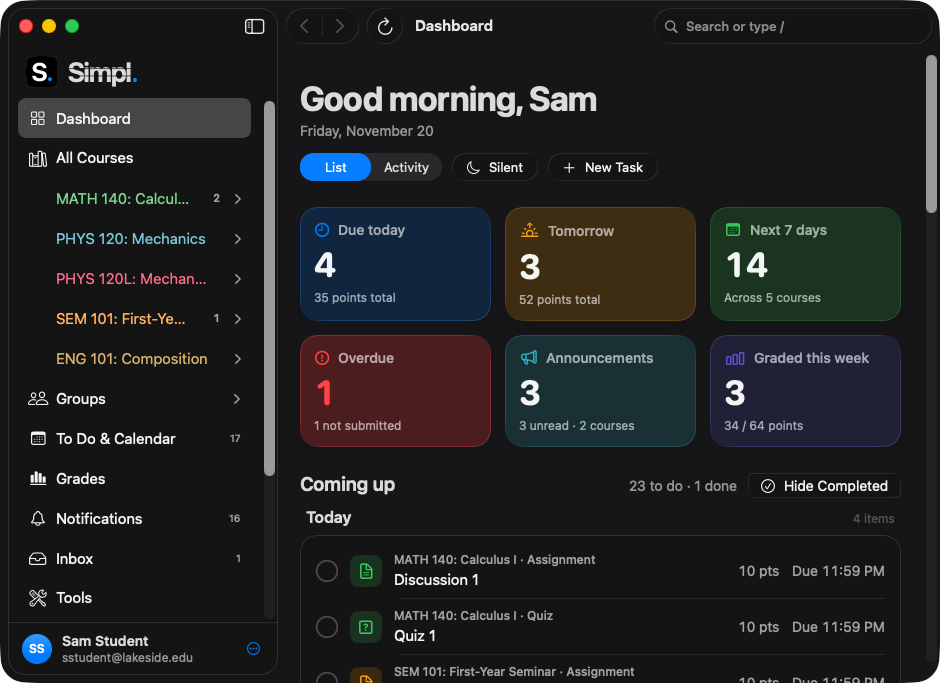 Dashboard
Search or type /
S. Simpl.
Dashboard
All Courses
MATH 140: Calcul... 2
PHYS 120: Mechanics
PHYS 120L: Mechan...
SEM 101: First-Ye... 1
ENG 101: Composition
Groups
To Do & Calendar 17
Grades
Notifications 16
Inbox 1
Tools
SS
Sam Student
sstudent@lakeside.edu
Good morning, Sam
Friday, November 20
List Activity Silent + New Task
Due today
4
35 points total
Tomorrow
3
52 points total
Next 7 days
14
Across 5 courses
Overdue
1
1 not submitted
Announcements
3
3 unread · 2 courses
Graded this week
3
34 / 64 points
Coming up 23 to do · 1 done Hide Completed
Today 4 items
MATH 140: Calculus I · Assignment
Discussion 1 10 pts Due 11:59 PM
MATH 140: Calculus I · Quiz
Quiz 1 10 pts Due 11:59 PM
SEM 101: First-Year Seminar · Assignment
10 pts Due 11:59 PM